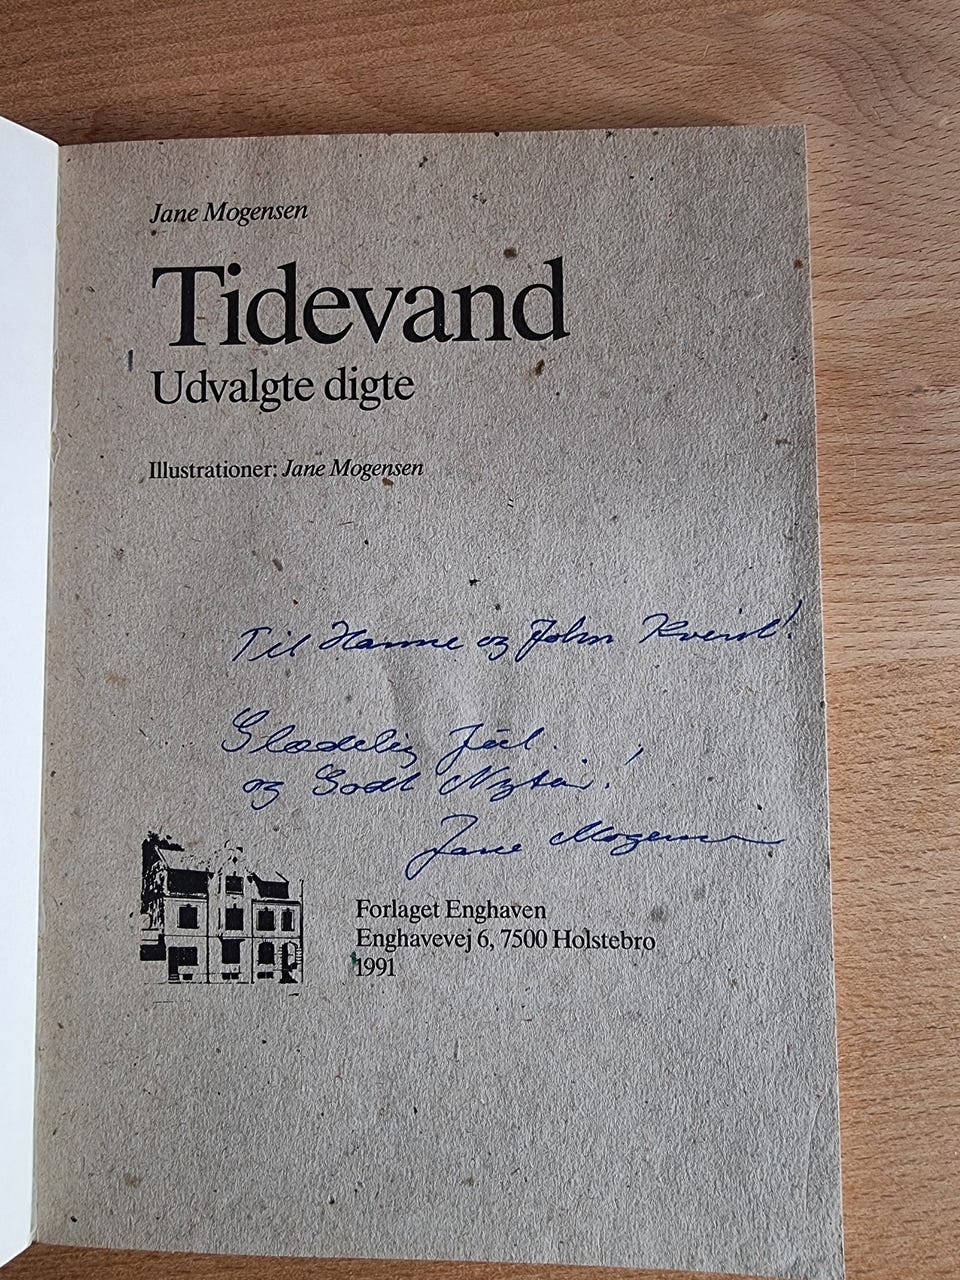 Jane Mogensen
Tidevand
Udvalgte digte
Illustrationer: Jane Mogensen
Til Hanne og John
Glædelig Jul.
og Godt Nytår!
Jane Mogensen
Forlaget Enghaven
Enghavevej 6, 7500 Holstebro
1991